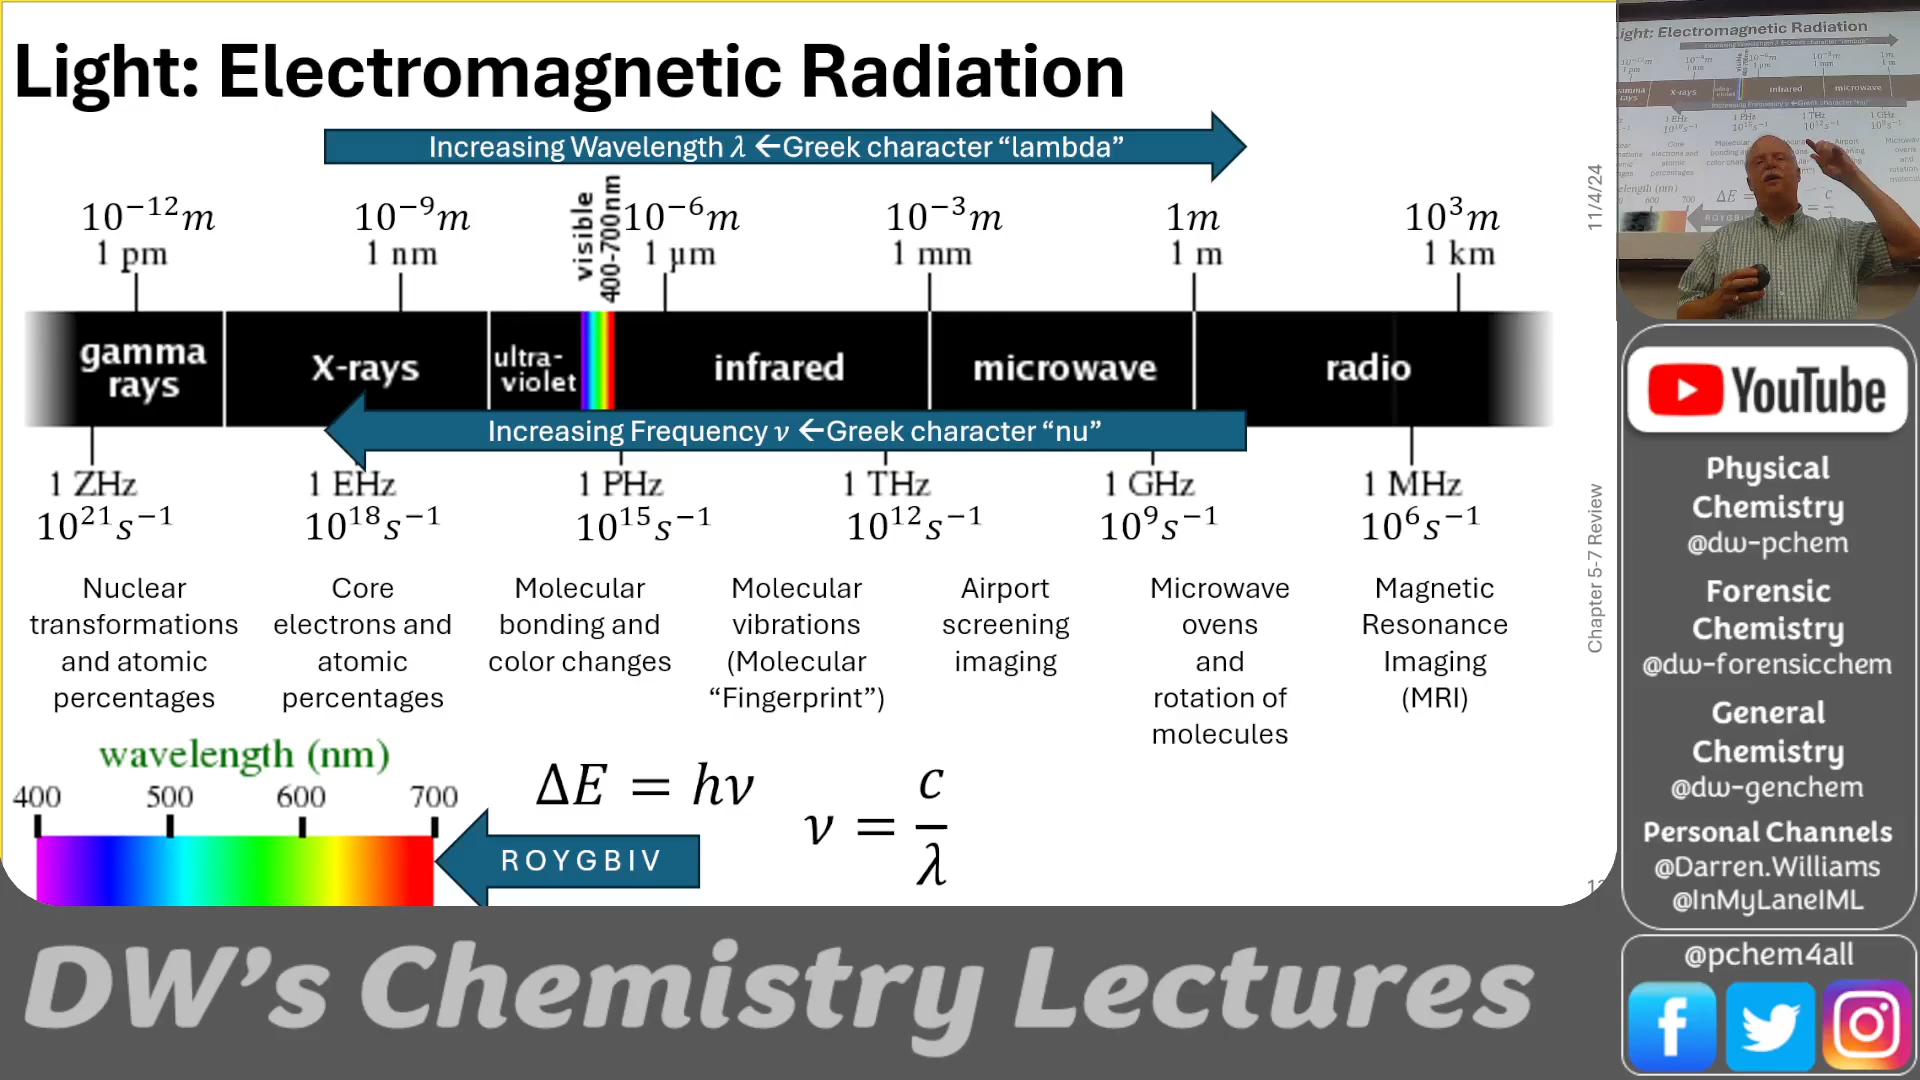 Light: Electromagnetic Radiation
Increasing Wavelength λ ←Greek character “lambda”
10⁻¹²m
10⁻⁹m
visible
400-700nm
10⁻⁶m
10⁻³m
1m
10³m
1 pm
1 nm
1 µm
1 mm
1 m
1 km
gamma
rays
X-rays
ultra-
violet
infrared
microwave
radio
Increasing Frequency ν ←Greek character “nu”
1 ZHz
1 EHz
1 PHz
1 THz
1 GHz
1 MHz
10²¹s⁻¹
10¹⁸s⁻¹
10¹⁵s⁻¹
10¹²s⁻¹
10⁹s⁻¹
10⁶s⁻¹
Nuclear
transformations
and atomic
percentages
Core
electrons and
atomic
percentages
Molecular
bonding and
color changes
Molecular
vibrations
(Molecular
“Fingerprint”)
Airport
screening
imaging
Microwave
ovens
and
rotation of
molecules
Magnetic
Resonance
Imaging
(MRI)
wavelength (nm)
400 500 600 700
R O Y G B I V
ΔE = hν
ν = c/λ
11/4/24
Chapter 5-7 Review
Light: Electromagnetic Radiation
YouTube
Physical
Chemistry
@dw-pchem
Forensic
Chemistry
@dw-forensicchem
General
Chemistry
@dw-genchem
Personal Channels
@Darren.Williams
@InMyLaneIML
@pchem4all
DW’s Chemistry Lectures